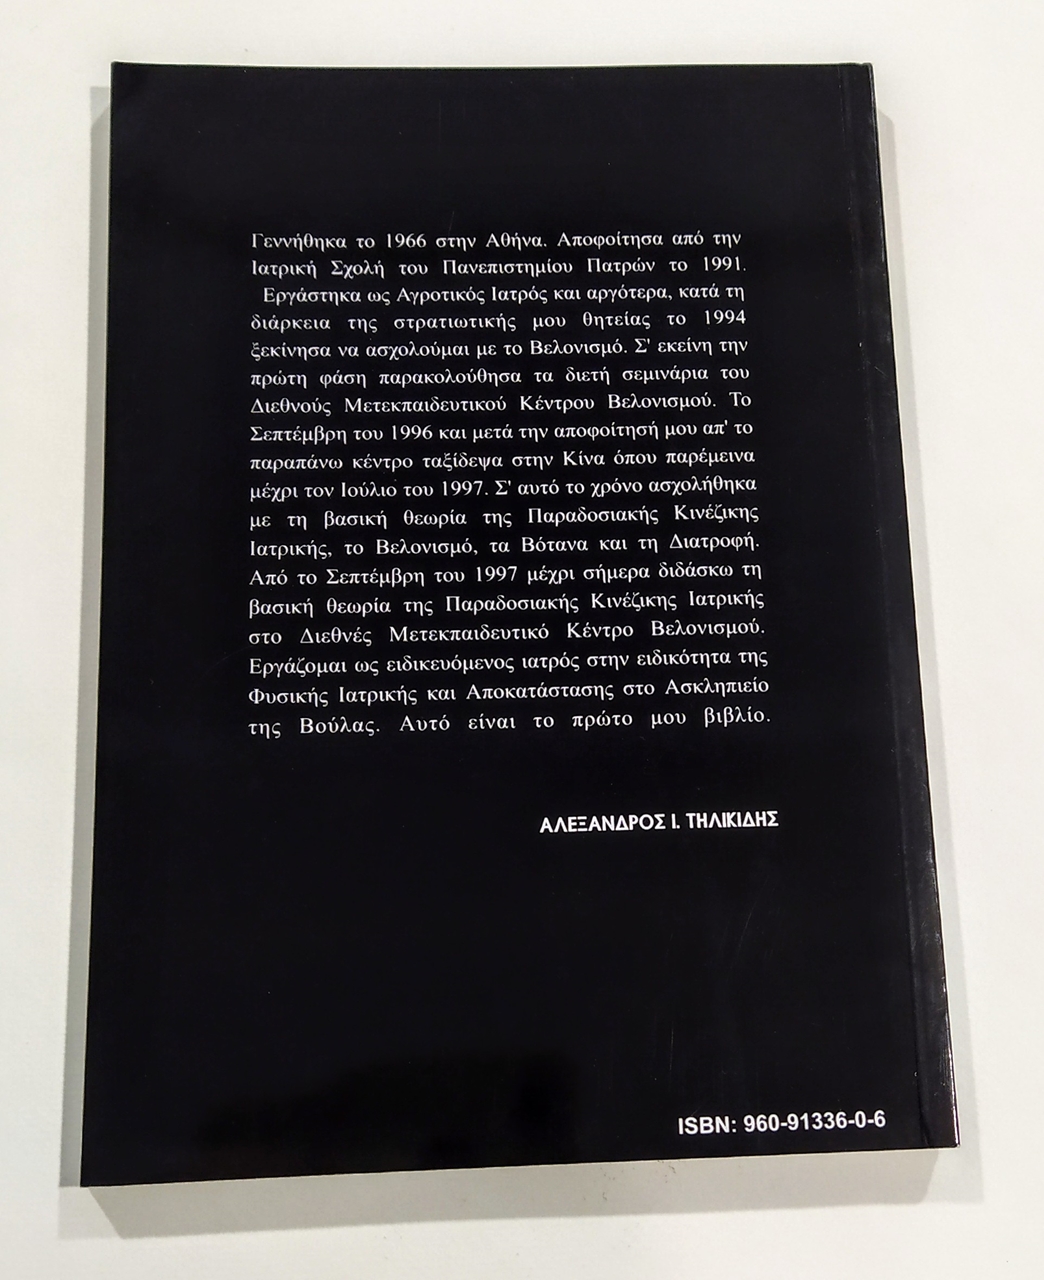 Γεννήθηκα το 1966 στην Αθήνα. Αποφοίτησα από την
Ιατρική Σχολή του Πανεπιστημίου Πατρών το 1991.
Εργάστηκα ως Αγροτικός Ιατρός και αργότερα, κατά τη
διάρκεια της στρατιωτικής μου θητείας το 1994
ξεκίνησα να ασχολούμαι με το Βελονισμό. Σ' εκείνη την
πρώτη φάση παρακολούθησα τα διετή σεμινάρια του
Διεθνούς Μετεκπαιδευτικού Κέντρου Βελονισμού. Το
Σεπτέμβρη του 1996 και μετά την αποφοίτησή μου απ' το
παραπάνω κέντρο ταξίδεψα στην Κίνα όπου παρέμεινα
μέχρι τον Ιούλιο του 1997. Σ' αυτό το χρόνο ασχολήθηκα
με τη βασική θεωρία της Παραδοσιακής Κινέζικης
Ιατρικής, το Βελονισμό, τα Βότανα και τη Διατροφή.
Από το Σεπτέμβρη του 1997 μέχρι σήμερα διδάσκω τη
βασική θεωρία της Παραδοσιακής Κινέζικης Ιατρικής
στο Διεθνές Μετεκπαιδευτικό Κέντρο Βελονισμού.
Εργάζομαι ως ειδικευόμενος ιατρός στην ειδικότητα της
Φυσικής Ιατρικής και Αποκατάστασης στο Ασκληπιείο
της Βούλας. Αυτό είναι το πρώτο μου βιβλίο.
ΑΛΕΞΑΝΔΡΟΣ Ι. ΤΗΛΙΚΙΔΗΣ
ISBN: 960-91336-0-6